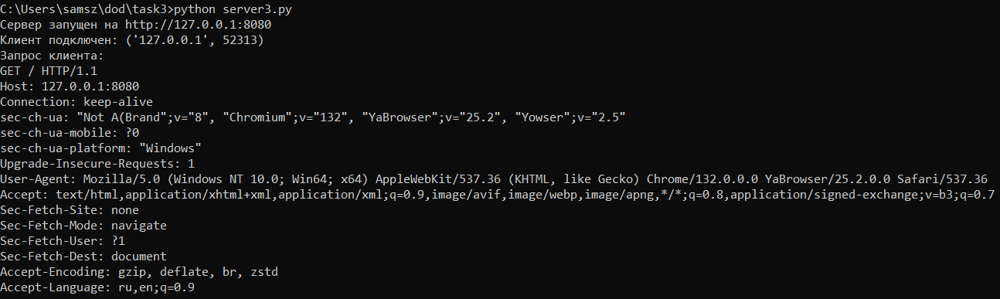 C:\Users\samsz\dod\task3>python server3.py
Сервер запущен на http://127.0.0.1:8080
Клиент подключен: ('127.0.0.1', 52313)
Запрос клиента:
GET / HTTP/1.1
Host: 127.0.0.1:8080
Connection: keep-alive
sec-ch-ua: "Not A(Brand";v="8", "Chromium";v="132", "YaBrowser";v="25.2", "Yowser";v="2.5"
sec-ch-ua-mobile: ?0
sec-ch-ua-platform: "Windows"
Upgrade-Insecure-Requests: 1
User-Agent: Mozilla/5.0 (Windows NT 10.0; Win64; x64) AppleWebKit/537.36 (KHTML, like Gecko) Chrome/132.0.0.0 YaBrowser/25.2.0.0 Safari/537.36
Accept: text/html,application/xhtml+xml,application/xml;q=0.9,image/avif,image/webp,image/apng,*/*;q=0.8,application/signed-exchange;v=b3;q=0.7
Sec-Fetch-Site: none
Sec-Fetch-Mode: navigate
Sec-Fetch-User: ?1
Sec-Fetch-Dest: document
Accept-Encoding: gzip, deflate, br, zstd
Accept-Language: ru,en;q=0.9